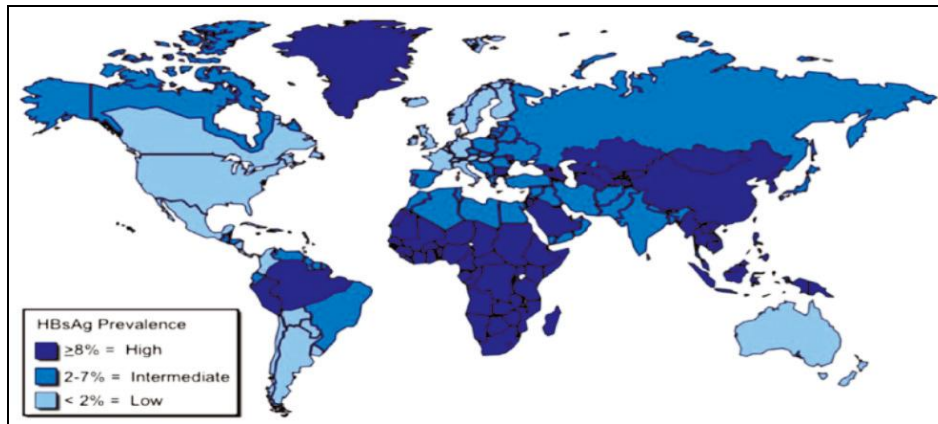 HBsAg Prevalence
≥8% = High
2-7% = Intermediate
< 2% = Low